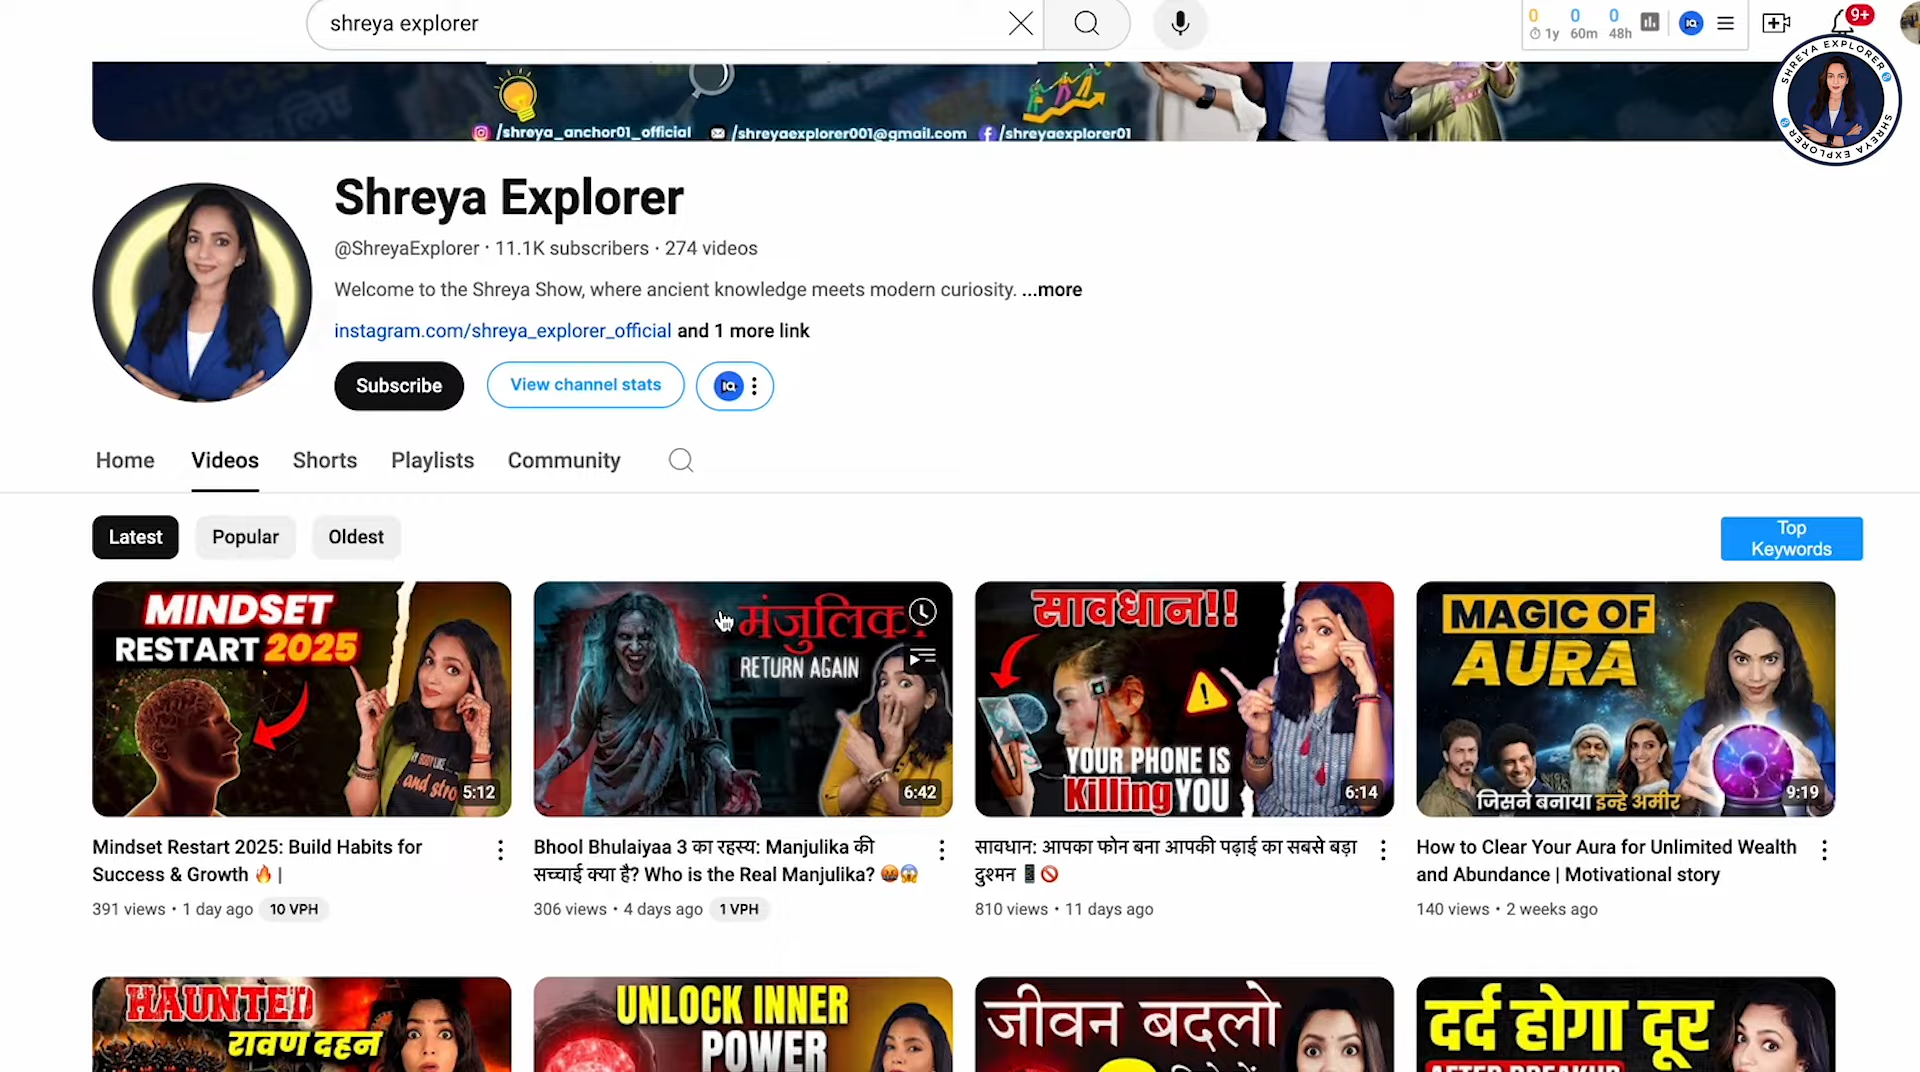 shreya explorer
0 0 0
1y 60m 48h
9+
SHREYA EXPLORER
SHREYA EXPLORER
/shreya_anchor01_official /shreyaexplorer001@gmail.com /shreyaexplorer01
Shreya Explorer
@ShreyaExplorer · 11.1K subscribers · 274 videos
Welcome to the Shreya Show, where ancient knowledge meets modern curiosity. ...more
instagram.com/shreya_explorer_official and 1 more link
Subscribe View channel stats
Home Videos Shorts Playlists Community
Latest Popular Oldest
Top
Keywords
MINDSET
RESTART 2025
and stro
5:12
मंजुलिका
RETURN AGAIN
6:42
सावधान!!
YOUR PHONE IS
Killing YOU
6:14
MAGIC OF
AURA
जिसने बनाया इन्हे अमीर
9:19
Mindset Restart 2025: Build Habits for
Success & Growth 🔥 |
391 views • 1 day ago 10 VPH
Bhool Bhulaiyaa 3 का रहस्य: Manjulika की
सच्चाई क्या है? Who is the Real Manjulika? 🤬😱
306 views • 4 days ago 1 VPH
सावधान: आपका फोन बना आपकी पढ़ाई का सबसे बड़ा
दुश्मन 📱🚫
810 views • 11 days ago
How to Clear Your Aura for Unlimited Wealth
and Abundance | Motivational story
140 views • 2 weeks ago
HAUNTED
रावण दहन
UNLOCK INNER
POWER
जीवन बदलो
दर्द होगा दूर
AFTER BREAKUP